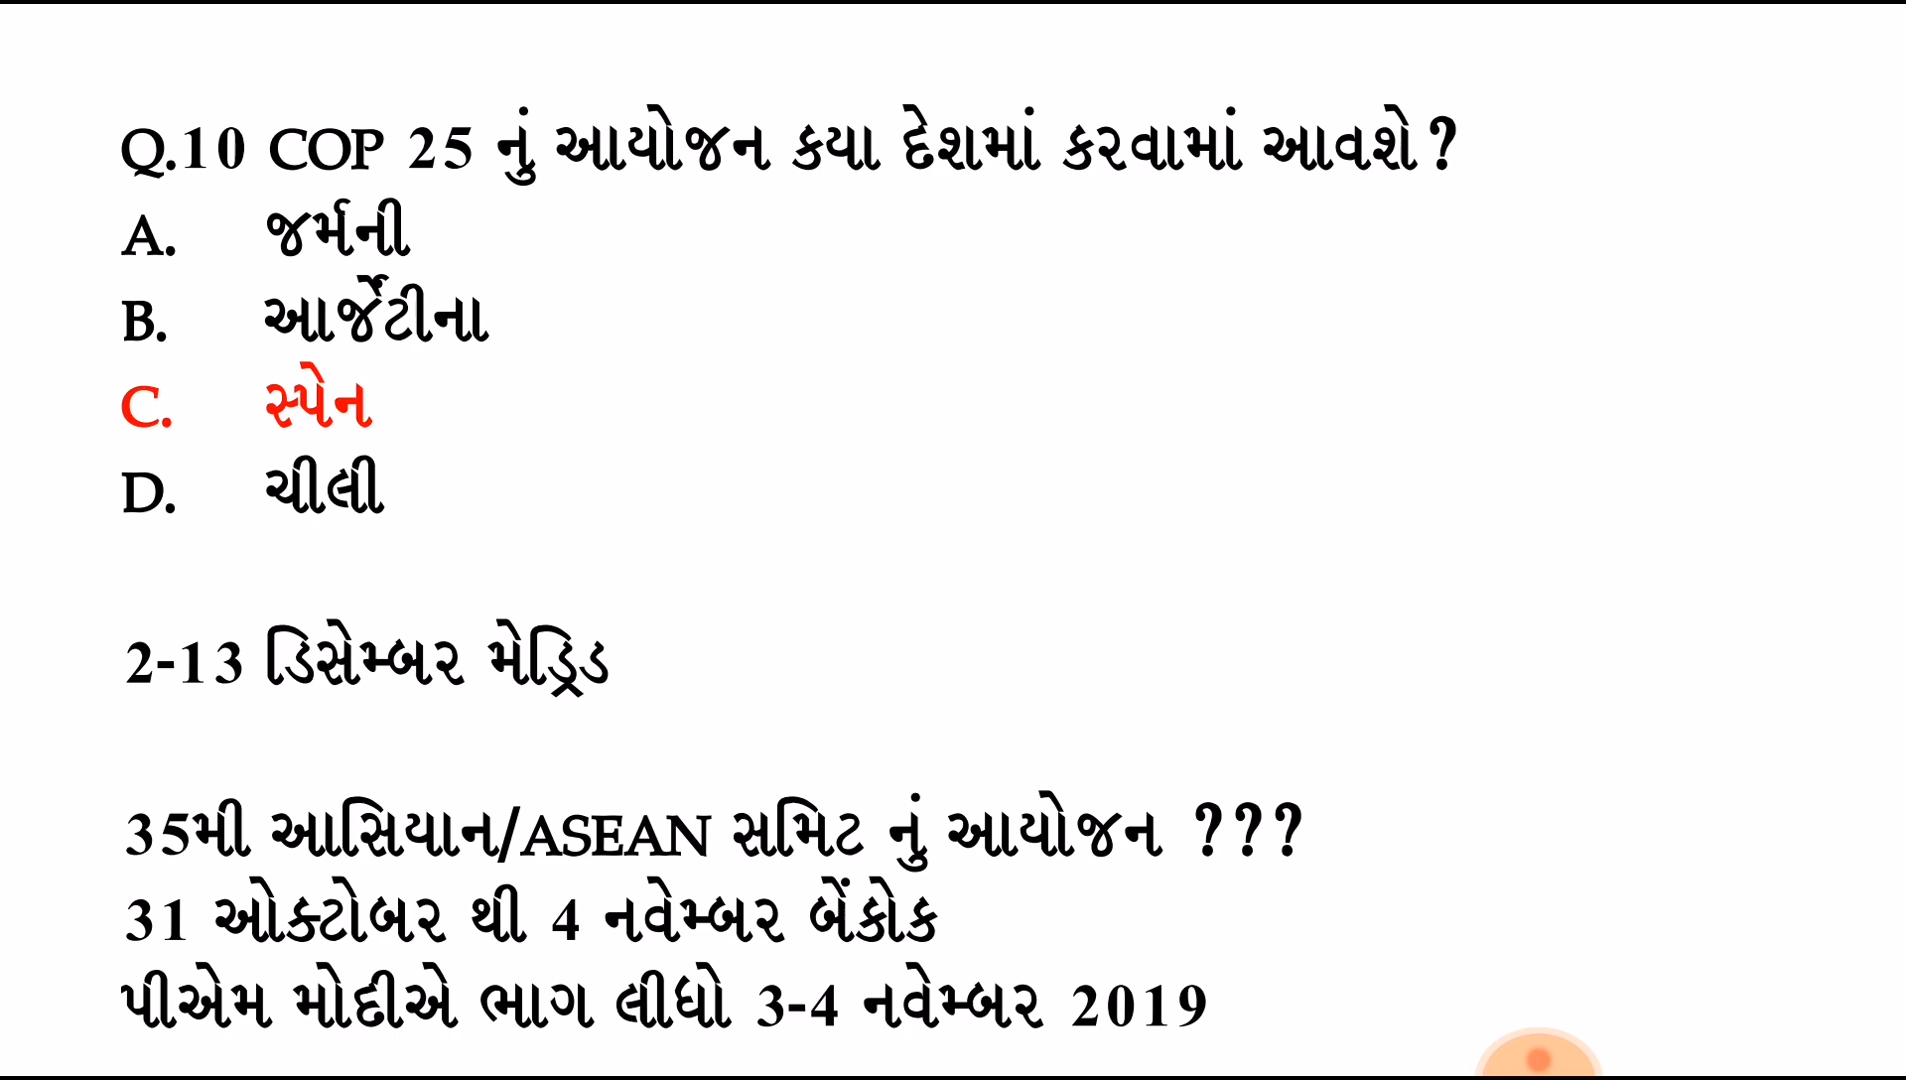 Q.10 COP 25 નું આયોજન કયા દેશમાં કરવામાં આવશે?
A. જર્મની
B. આર્જેંટીના
C. સ્પેન
D. ચીલી
2-13 ડિસેમ્બર મેડ્રિડ
35મી આસિયાન/ASEAN સમિટ નું આયોજન ???
31 ઓક્ટોબર થી 4 નવેમ્બર બેંકોક
પીએમ મોદીએ ભાગ લીધો 3-4 નવેમ્બર 2019